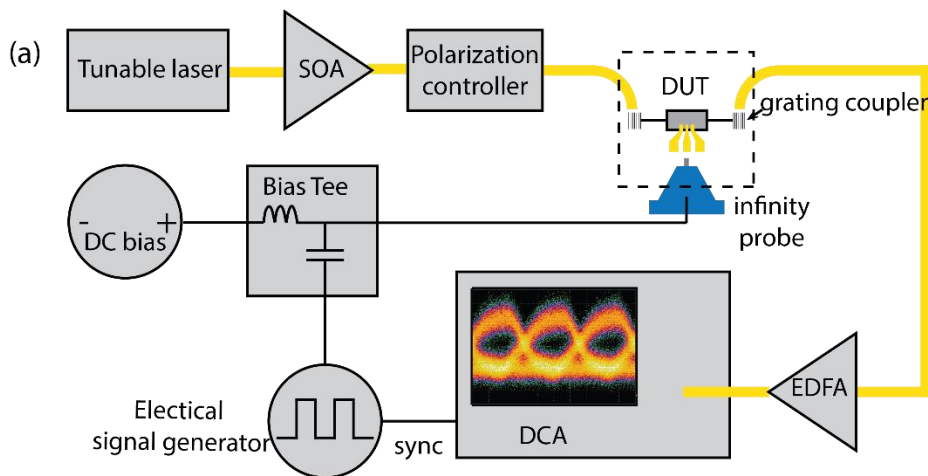 (a)
Tunable laser
SOA
Polarization
controller
DUT
grating coupler
Bias Tee
- +
DC bias
infinity
probe
EDFA
Electical
signal generator
sync
DCA